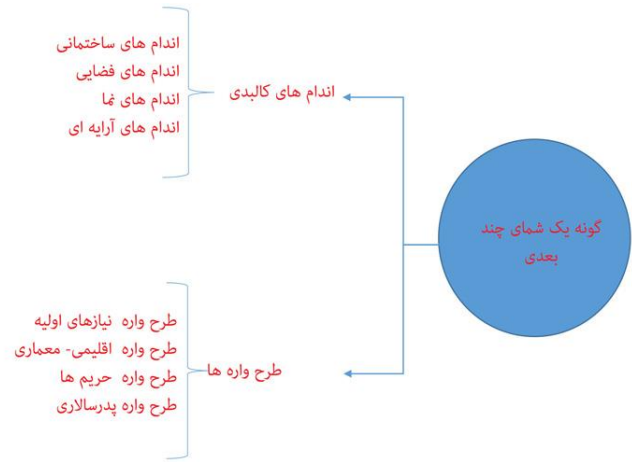 گونه یک شمای چند
بعدی
اندام های کالبدی
اندام های ساختمانی
اندام های فضایی
اندام های نما
اندام های آرایه ای
طرح واره ها
طرح واره نیازهای اولیه
طرح واره اقلیمی- معماری
طرح واره حریم ها
طرح واره پدرسالاری